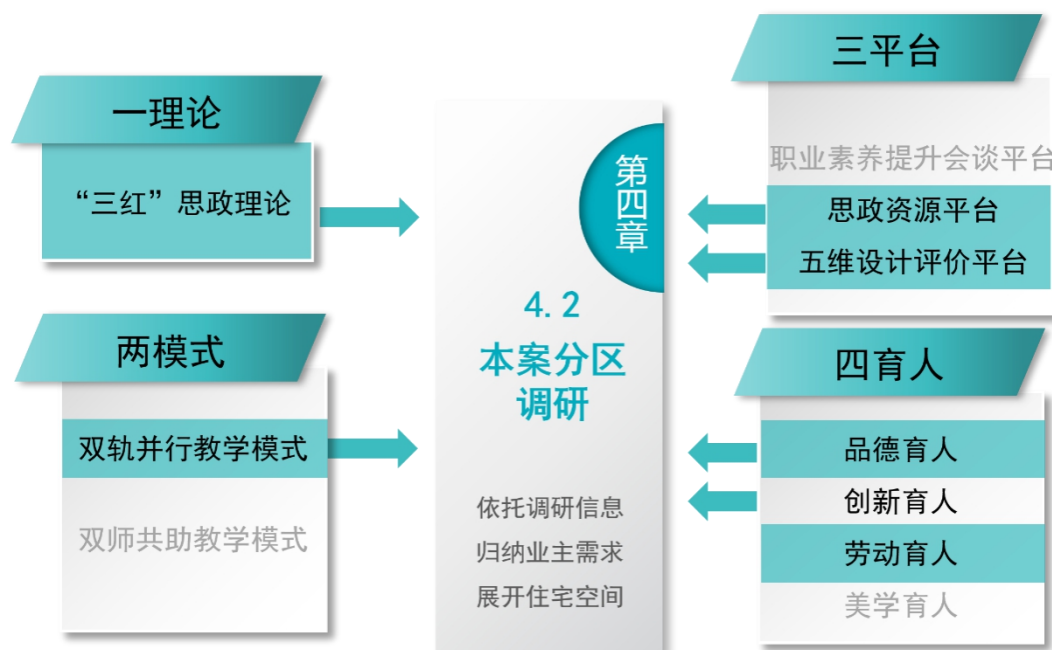 一理论
“三红”思政理论
两模式
双轨并行教学模式
双师共助教学模式
第四章
4.2
本案分区
调研
依托调研信息
归纳业主需求
展开住宅空间
三平台
职业素养提升会谈平台
思政资源平台
五维设计评价平台
四育人
品德育人
创新育人
劳动育人
美学育人